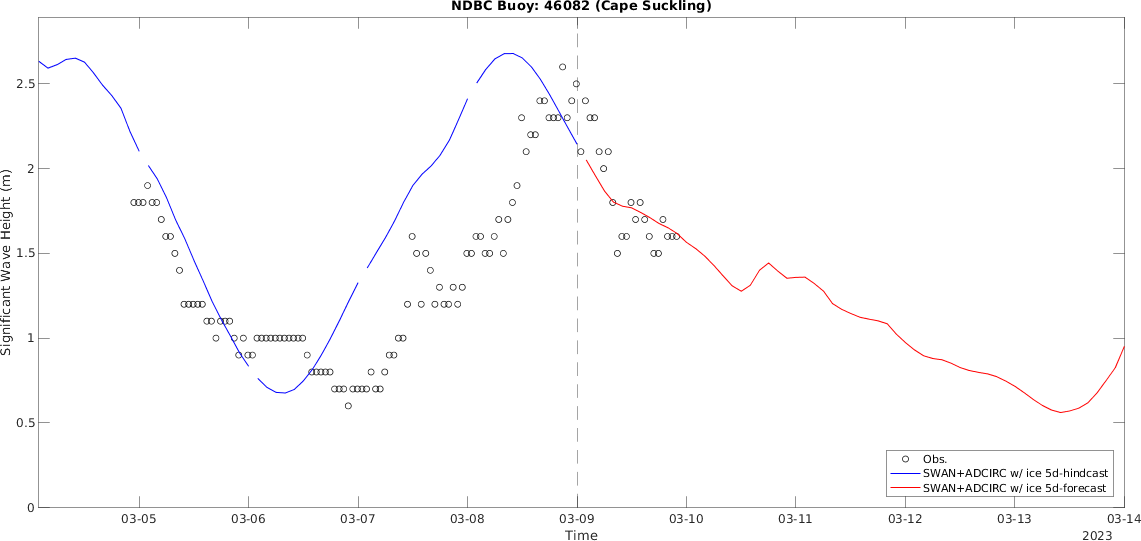 NDBC Buoy: 46082 (Cape Suckling)
Significant Wave Height (m)
2.5
2
1.5
1
0.5
0
Obs.
SWAN+ADCIRC w/ ice 5d-hindcast
SWAN+ADCIRC w/ ice 5d-forecast
03-05 03-06 03-07 03-08 03-09 03-10 03-11 03-12 03-13 03-14
Time
2023